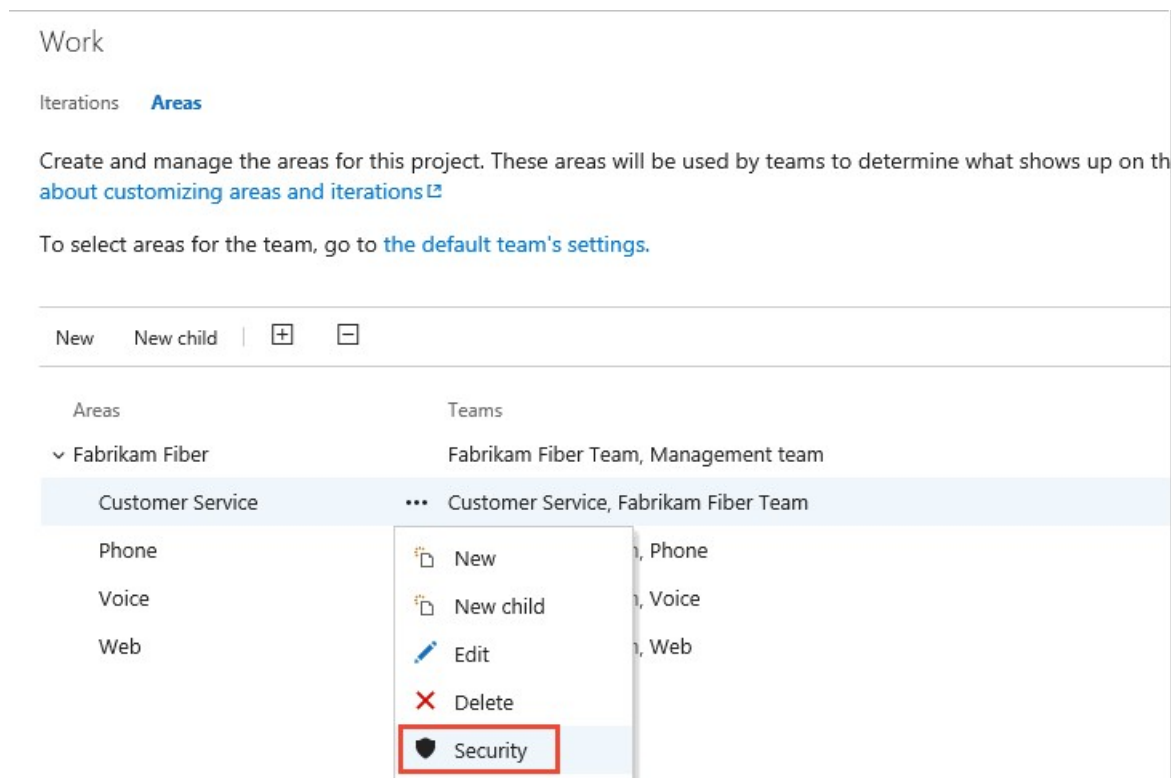 Work
Iterations Areas
Create and manage the areas for this project. These areas will be used by teams to determine what shows up on th
about customizing areas and iterations
To select areas for the team, go to the default team's settings.
New New child
Areas Teams
Fabrikam Fiber Fabrikam Fiber Team, Management team
Customer Service ••• Customer Service, Fabrikam Fiber Team
Phone , Phone
Voice , Voice
Web , Web
New
New child
Edit
Delete
Security